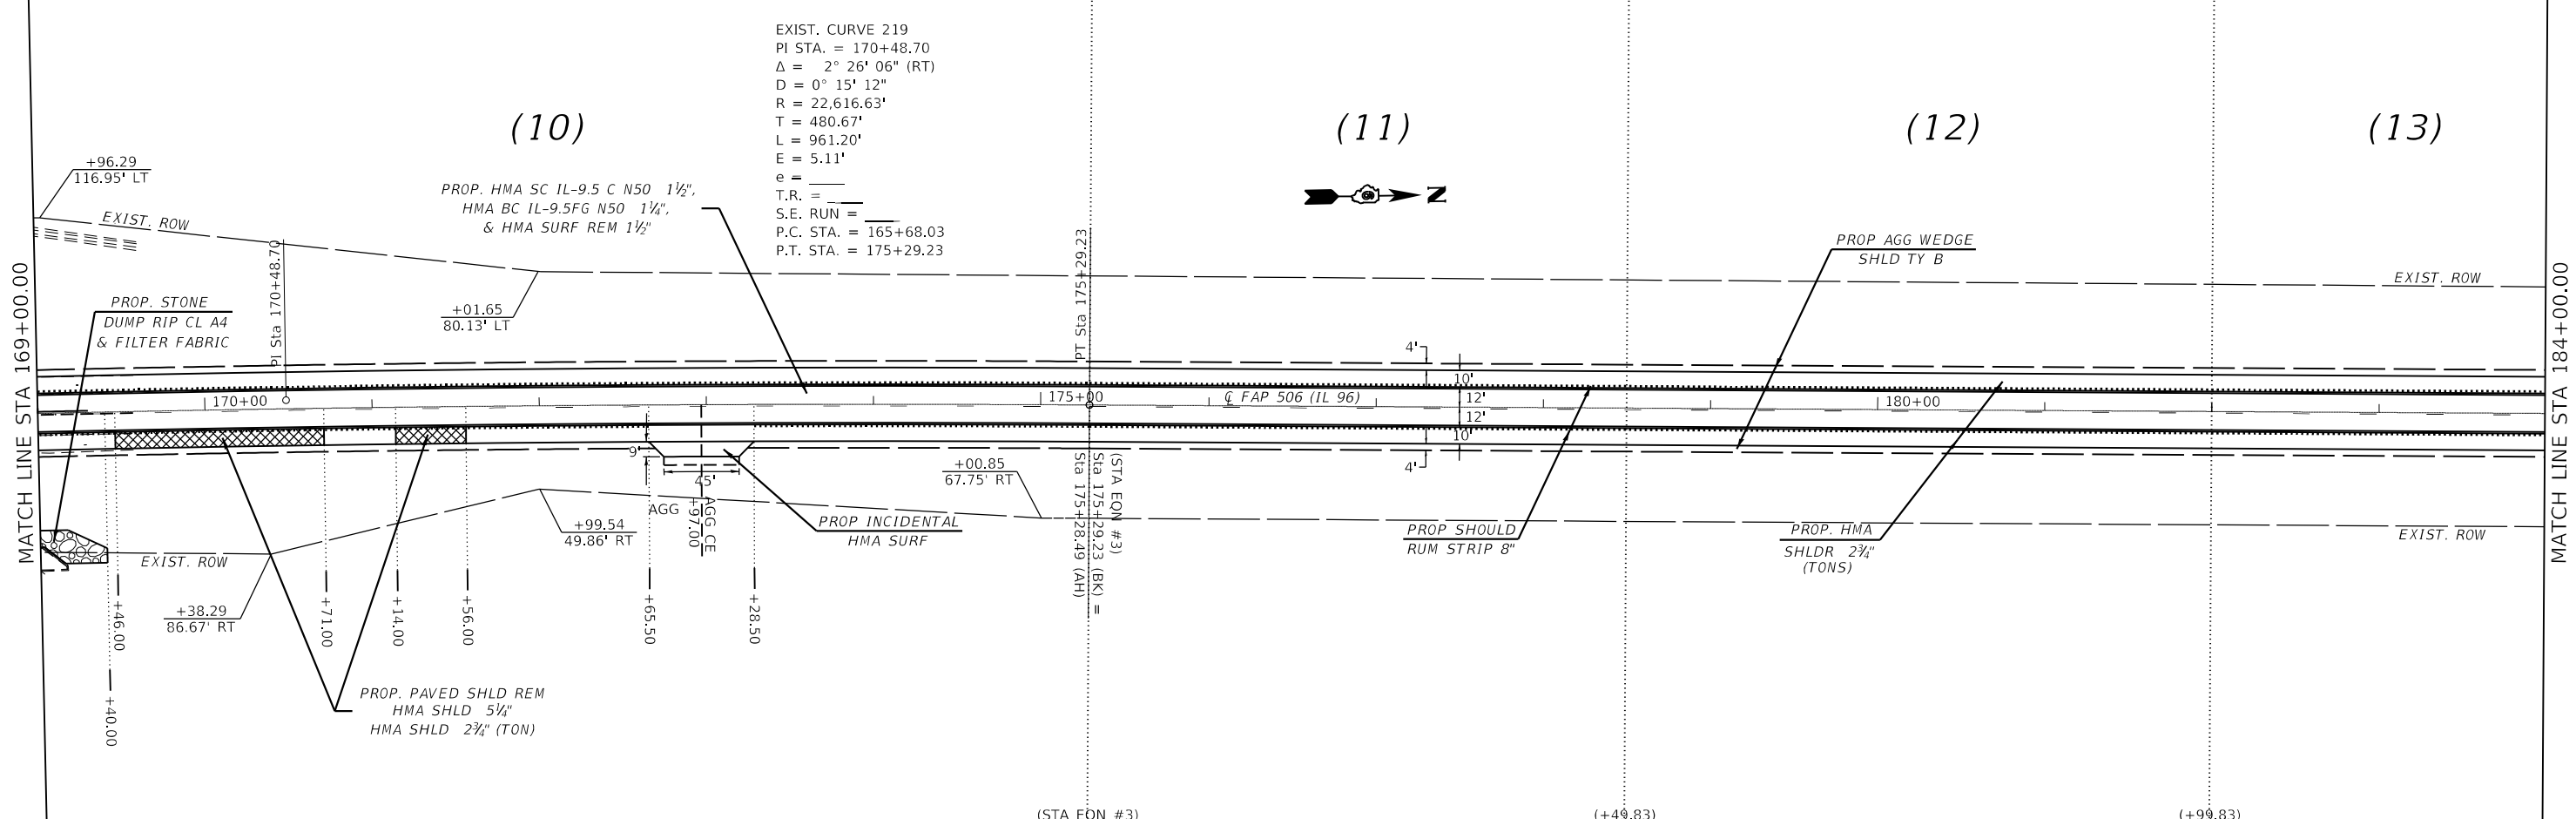 EXIST. CURVE 219
PI STA. = 170+48.70
Δ = 2° 26' 06" (RT)
D = 0° 15' 12"
R = 22,616.63'
T = 480.67'
L = 961.20'
E = 5.11'
e = ____
T.R. = ____
S.E. RUN = ____
P.C. STA. = 165+68.03
P.T. STA. = 175+29.23
(10)
(11)
(12)
(13)
+96.29
116.95' LT
EXIST. ROW
PROP. HMA SC IL-9.5 C N50 1½",
HMA BC IL-9.5FG N50 1¼",
& HMA SURF REM 1½"
N
PROP AGG WEDGE
SHLD TY B
EXIST. ROW
MATCH LINE STA 169+00.00
PROP. STONE
DUMP RIP CL A4
& FILTER FABRIC
PI Sta 170+48.70
+01.65
80.13' LT
PT Sta 175+29.23
MATCH LINE STA 184+00.00
4'
10'
12'
12'
10'
4'
170+00
175+00
℄ FAP 506 (IL 96)
180+00
9'
45'
AGG
AGG CE
+97.00
+00.85
67.75' RT
Sta 175+28.49 (AH)
Sta 175+29.23 (BK) =
(STA EQN #3)
+99.54
49.86' RT
PROP INCIDENTAL
HMA SURF
PROP SHOULD
RUM STRIP 8"
PROP. HMA
SHLDR 2¾"
(TONS)
EXIST. ROW
EXIST. ROW
+38.29
86.67' RT
+40.00
+46.00
+71.00
+14.00
+56.00
+65.50
+28.50
PROP. PAVED SHLD REM
HMA SHLD 5¼"
HMA SHLD 2¾" (TON)
(STA EQN #3)
(+49.83)
(+99.83)